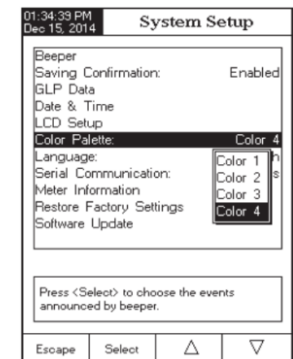 01:34:39 PM
Dec 15, 2014
System Setup
Beeper
Saving Confirmation: Enabled
GLP Data
Date & Time
LCD Setup
Color Palette: Color 4
Language: h
Serial Communication: s
Meter Information
Restore Factory Settings
Software Update
Color 1
Color 2
Color 3
Color 4
Press <Select> to choose the events
announced by beeper.
Escape Select △ ▽